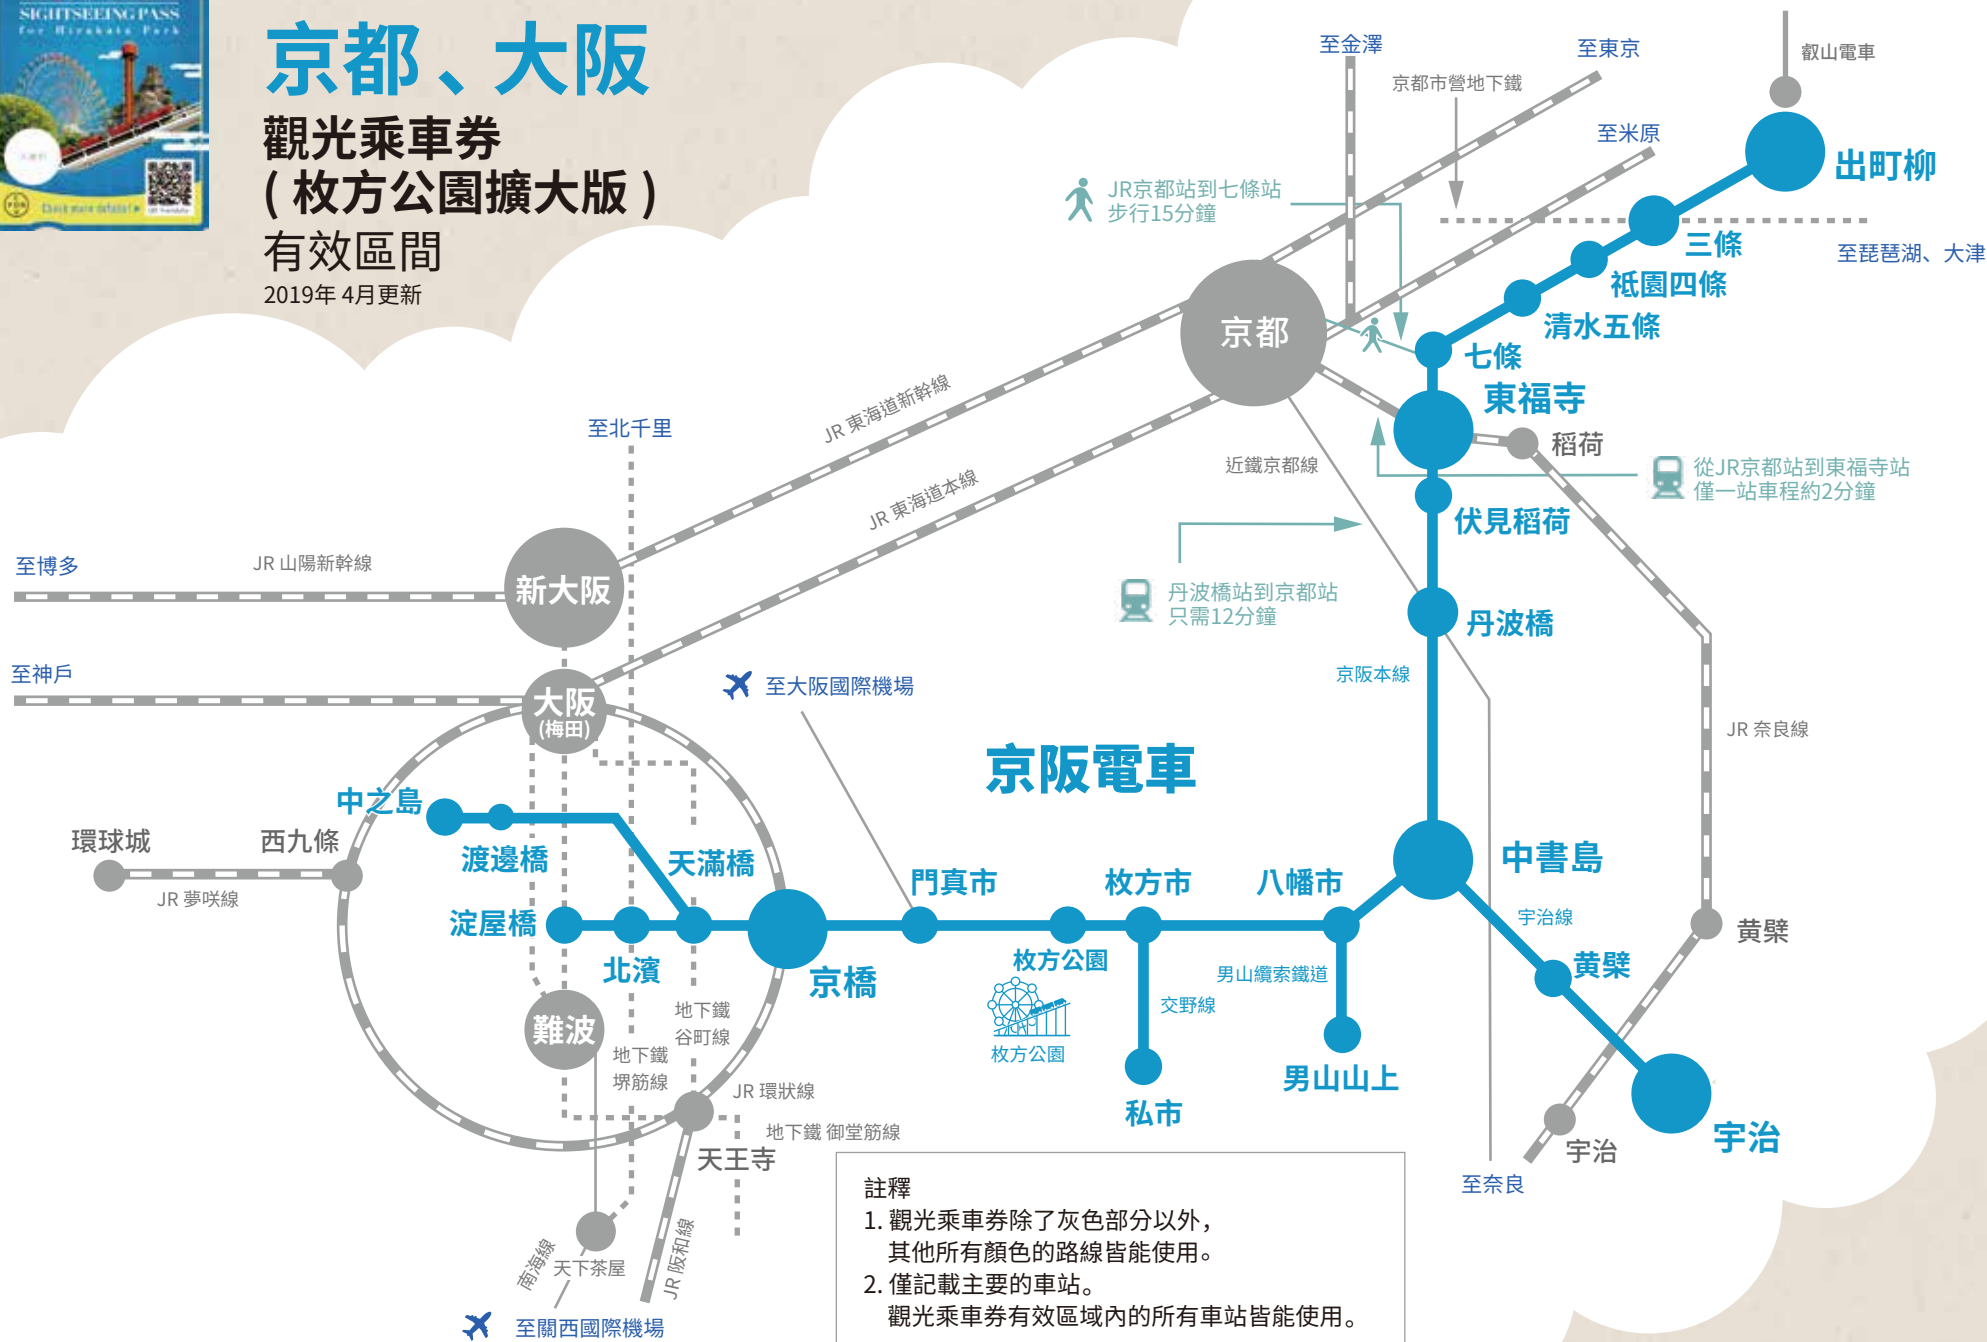 SIGHTSEEING PASS
for Hirakata Park
Check more details!
京都、大阪
觀光乘車券
( 枚方公園擴大版 )
有效區間
2019年 4月更新
至金澤
至東京
叡山電車
京都市營地下鐵
至米原
出町柳
JR京都站到七條站
步行15分鐘
三條
至琵琶湖、大津
祇園四條
清水五條
京都
七條
東福寺
JR 東海道新幹線
至北千里
稻荷
近鐵京都線
從JR京都站到東福寺站
僅一站車程約2分鐘
JR 東海道本線
伏見稻荷
至博多
JR 山陽新幹線
新大阪
丹波橋站到京都站
只需12分鐘
丹波橋
至神戶
大阪
(梅田)
至大阪國際機場
京阪本線
JR 奈良線
京阪電車
中之島
環球城
西九條
渡邊橋
天滿橋
中書島
門真市
枚方市
八幡市
JR 夢咲線
淀屋橋
宇治線
黄檗
北濱
京橋
枚方公園
男山纜索鐵道
黄檗
交野線
地下鐵
谷町線
難波
枚方公園
地下鐵
堺筋線
男山山上
JR 環狀線
私市
地下鐵 御堂筋線
宇治
宇治
天王寺
至奈良
南海線
天下茶屋
JR 阪和線
至關西國際機場
註釋
1. 觀光乘車券除了灰色部分以外，
其他所有顏色的路線皆能使用。
2. 僅記載主要的車站。
觀光乘車券有效區域內的所有車站皆能使用。